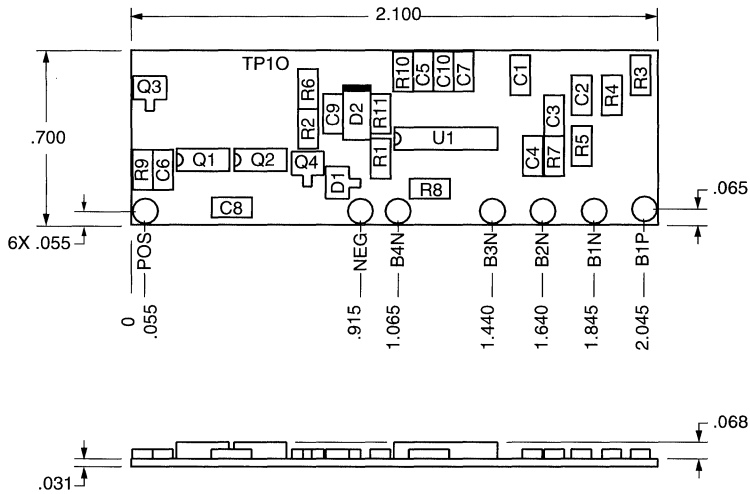 2.100
TP1O
Q3
R6
R2
C9
D2
R11
R10
C5
C10
C7
C1
C2
R4
R3
.700
U1
C3
R9
C6
Q1
Q2
Q4
R1
C4
R7
R5
D1
R8
.065
C8
6X .055
POS
NEG
B4N
B3N
B2N
B1N
B1P
0
.055
.915
1.065
1.440
1.640
1.845
2.045
.068
.031